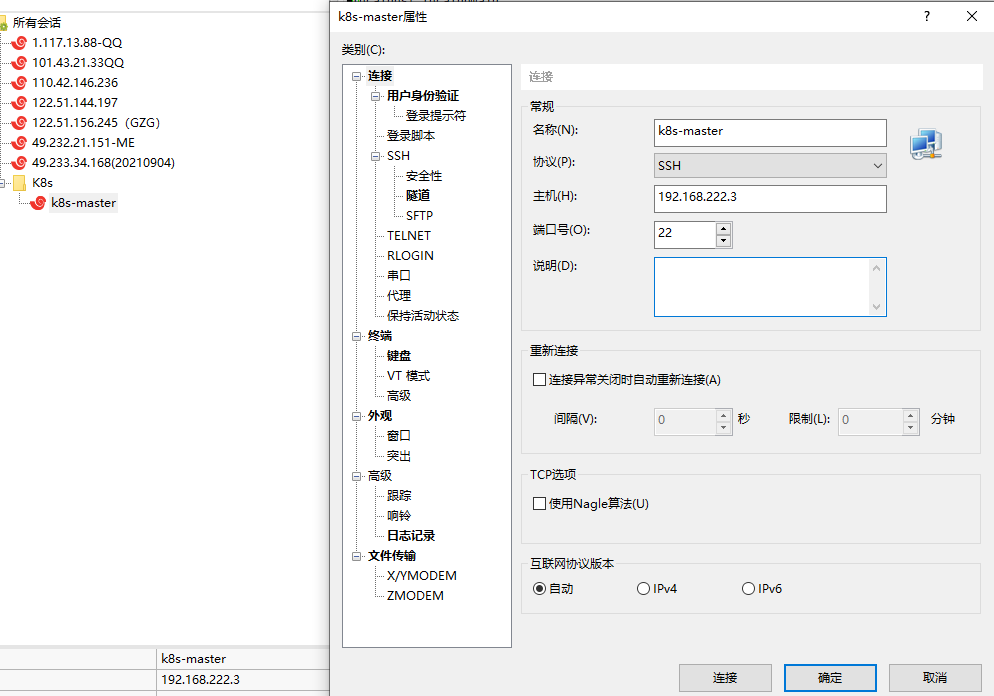 所有会话
1.117.13.88-QQ
101.43.21.33QQ
110.42.146.236
122.51.144.197
122.51.156.245（GZG）
49.232.21.151-ME
49.233.34.168(20210904)
K8s
k8s-master
k8s-master
192.168.222.3
k8s-master属性
?
类别(C):
连接
用户身份验证
登录提示符
登录脚本
SSH
安全性
隧道
SFTP
TELNET
RLOGIN
串口
代理
保持活动状态
终端
键盘
VT 模式
高级
外观
窗口
突出
高级
跟踪
响铃
日志记录
文件传输
X/YMODEM
ZMODEM
连接
常规
名称(N): k8s-master
协议(P): SSH
主机(H): 192.168.222.3
端口号(O): 22
说明(D):
重新连接
连接异常关闭时自动重新连接(A)
间隔(V): 0 秒 限制(L): 0 分钟
TCP选项
使用Nagle算法(U)
互联网协议版本
自动 IPv4 IPv6
连接 确定 取消